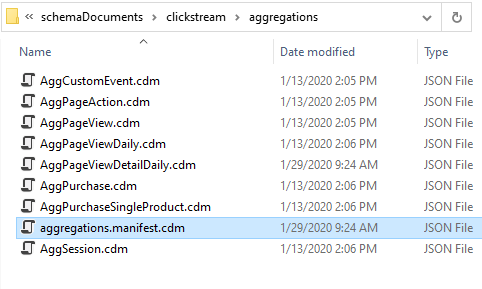 « schemaDocuments > clickstream > aggregations
Name Date modified Type
AggCustomEvent.cdm 1/13/2020 2:05 PM JSON File
AggPageAction.cdm 1/13/2020 2:05 PM JSON File
AggPageView.cdm 1/13/2020 2:05 PM JSON File
AggPageViewDaily.cdm 1/13/2020 2:06 PM JSON File
AggPageViewDetailDaily.cdm 1/29/2020 9:24 AM JSON File
AggPurchase.cdm 1/13/2020 2:06 PM JSON File
AggPurchaseSingleProduct.cdm 1/13/2020 2:06 PM JSON File
aggregations.manifest.cdm 1/29/2020 9:24 AM JSON File
AggSession.cdm 1/13/2020 2:06 PM JSON File